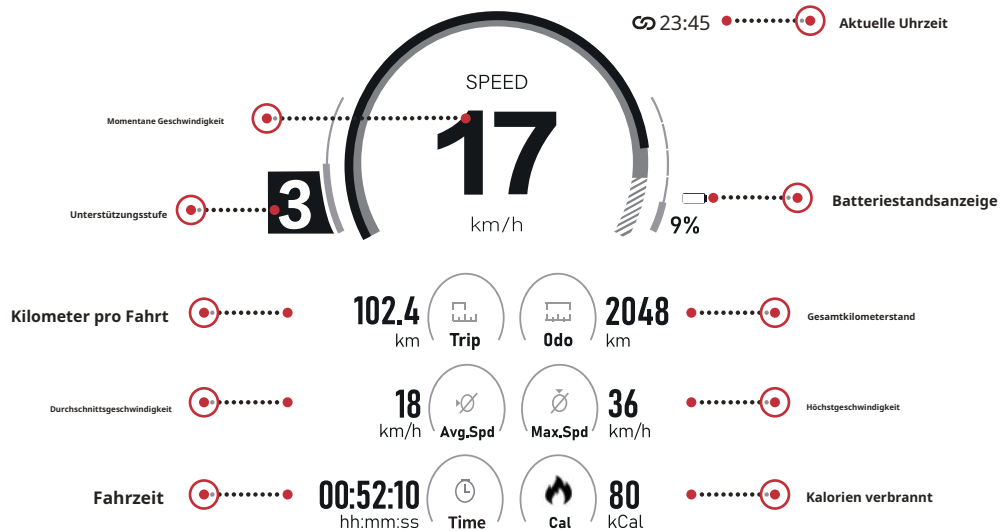 23:45
Aktuelle Uhrzeit
SPEED
Momentane Geschwindigkeit
17
km/h
Unterstützungsstufe
3
Batteriestandsanzeige
9%
Kilometer pro Fahrt
102.4
km
Trip
Odo
2048
km
Gesamtkilometerstand
Durchschnittsgeschwindigkeit
18
km/h
Avg.Spd
Max.Spd
36
km/h
Höchstgeschwindigkeit
Fahrzeit
00:52:10
hh:mm:ss
Time
Cal
80
kCal
Kalorien verbrannt